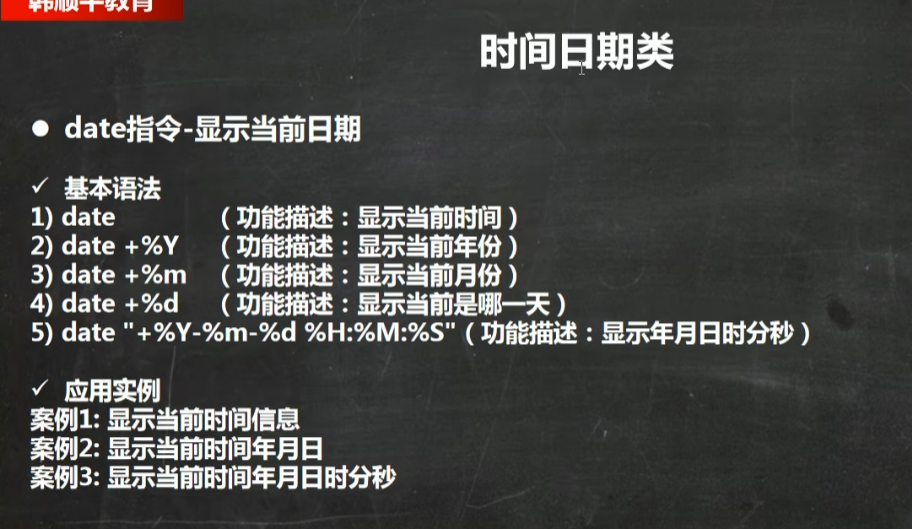 韩顺平教育
时间日期类
● date指令-显示当前日期
✓ 基本语法
1) date （功能描述：显示当前时间）
2) date +%Y （功能描述：显示当前年份）
3) date +%m （功能描述：显示当前月份）
4) date +%d （功能描述：显示当前是哪一天）
5) date "+%Y-%m-%d %H:%M:%S"（功能描述：显示年月日时分秒）
✓ 应用实例
案例1: 显示当前时间信息
案例2: 显示当前时间年月日
案例3: 显示当前时间年月日时分秒